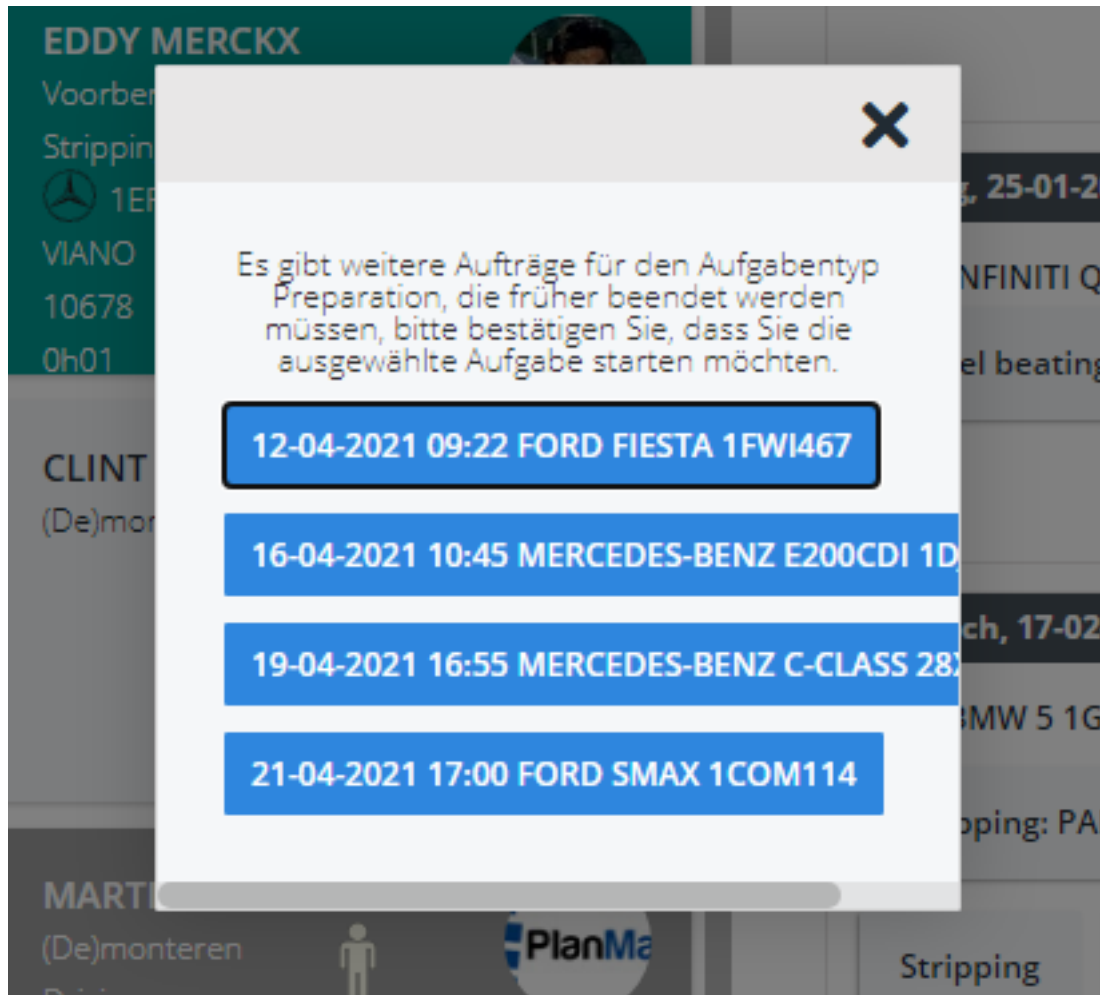 EDDY MERCKX
Voorber
Strippin
1EF
VIANO
10678
0h01
CLINT
(De)mon
MARTI
(De)monteren
PlanMa
Es gibt weitere Aufträge für den Aufgabentyp
Preparation, die früher beendet werden
müssen, bitte bestätigen Sie, dass Sie die
ausgewählte Aufgabe starten möchten.
12-04-2021 09:22 FORD FIESTA 1FWI467
16-04-2021 10:45 MERCEDES-BENZ E200CDI 1D
19-04-2021 16:55 MERCEDES-BENZ C-CLASS 28
21-04-2021 17:00 FORD SMAX 1COM114
, 25-01-2
NFINITI Q
el beating
ch, 17-02
BMW 5 1G
pping: PA
Stripping